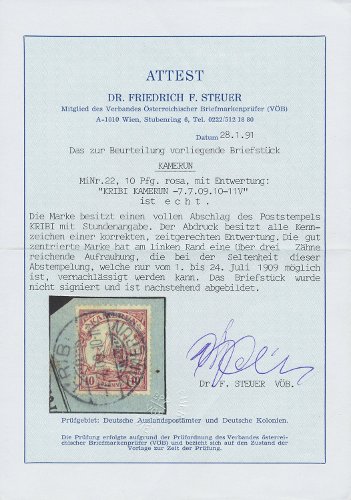 ATTEST
DR. FRIEDRICH F. STEUER
Mitglied des Verbandes Österreichischer Briefmarkenprüfer (VÖB)
A-1010 Wien, Stubenring 6, Tel. 0222/512 18 80
Datum 28.1.91
Das zur Beurteilung vorliegende Briefstück
KAMERUN
MiNr.22, 10 Pfg. rosa, mit Entwertung:
"KRIBI KAMERUN -7.7.09.10-11V"
ist echt.
Die Marke besitzt einen vollen Abschlag des Poststempels
KRIBI mit Stundenangabe. Der Abdruck besitzt alle Kenn-
zeichen einer korrekten, zeitgerechten Entwertung. Die gut
zentrierte Marke hat am linken Rand eine über drei Zähne
reichende Aufrauhung, die bei der Seltenheit dieser
Abstempelung, welche nur vom 1. bis 24. Juli 1909 möglich
ist, vernachlässigt werden kann. Das Briefstück wurde
nicht signiert und ist nachstehend abgebildet.
KRIBI
KAMERUN
10
Dr. F. STEUER VÖB.
Prüfgebiet: Deutsche Auslandspostämter und Deutsche Kolonien.
Die Prüfung erfolgte aufgrund der Prüfordnung des Verbandes österrei-
chischer Briefmarkenprüfer (VÖB) und bezieht sich auf den Zustand der
Vorlage zur Zeit der Prüfung.